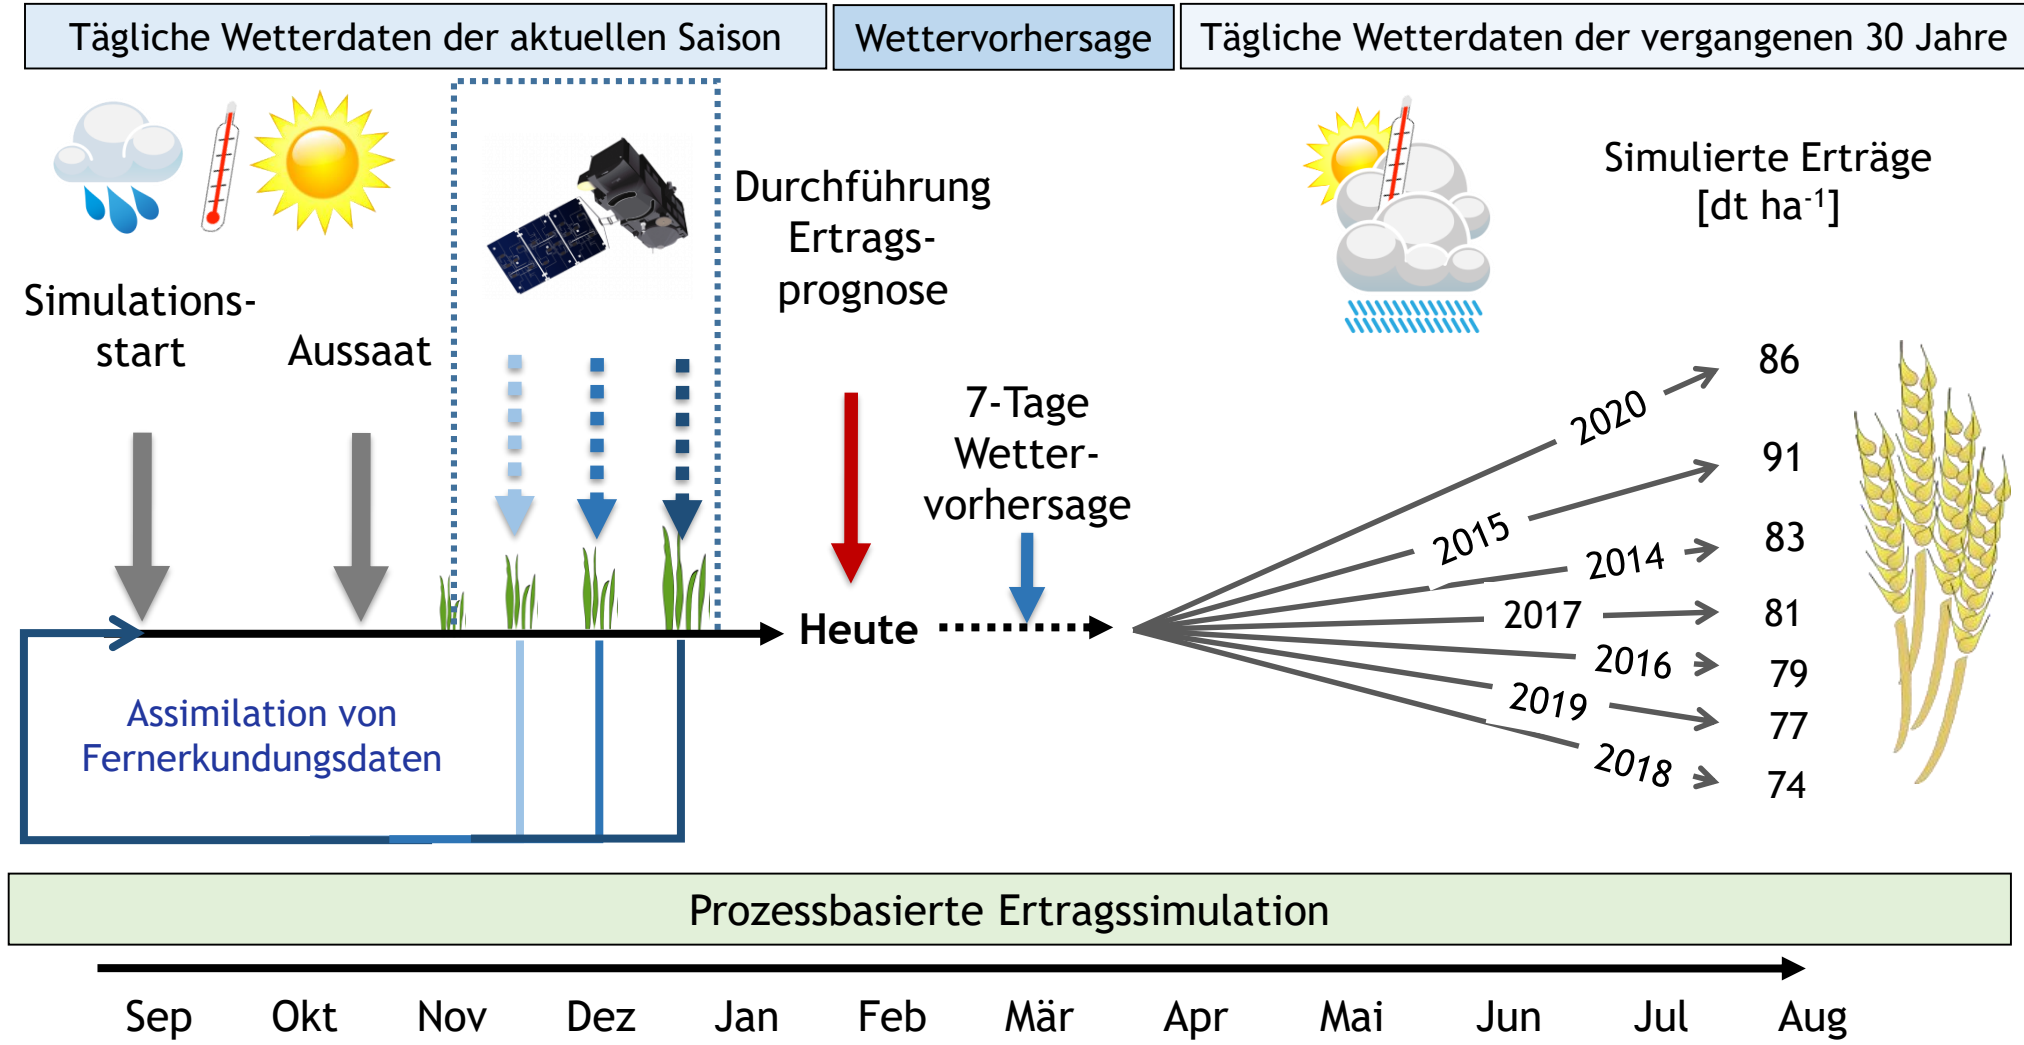 Tägliche Wetterdaten der aktuellen Saison
Wettervorhersage
Tägliche Wetterdaten der vergangenen 30 Jahre
Simulations-
start
Aussaat
Durchführung
Ertrags-
prognose
7-Tage
Wetter-
vorhersage
Simulierte Erträge
[dt ha⁻¹]
Heute
2020
86
2015
91
2014
83
2017
81
2016
79
2019
77
2018
74
Assimilation von
Fernerkundungsdaten
Prozessbasierte Ertragssimulation
Sep Okt Nov Dez Jan Feb Mär Apr Mai Jun Jul Aug